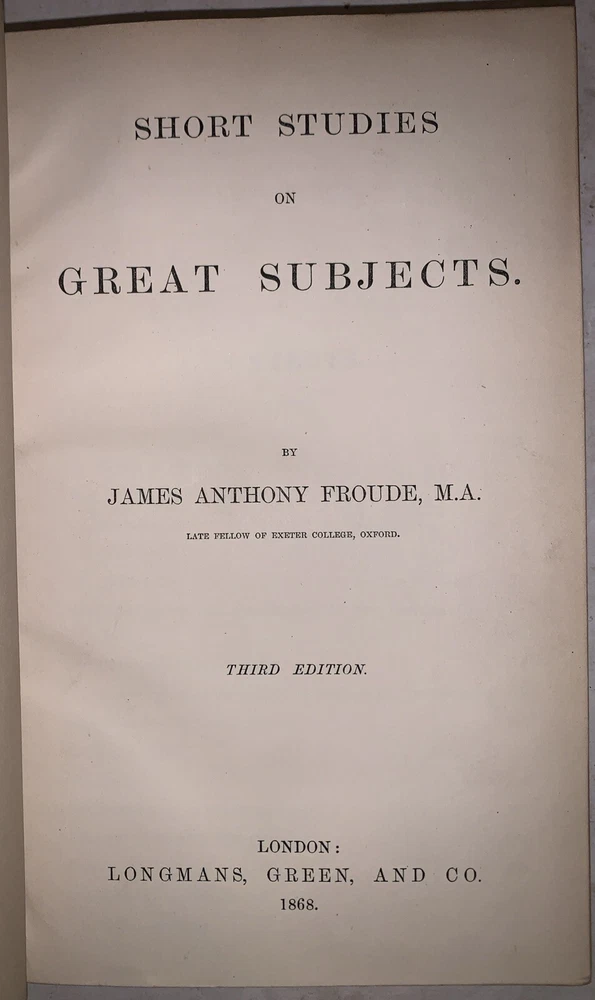 SHORT STUDIES
ON
GREAT SUBJECTS.
BY
JAMES ANTHONY FROUDE, M.A.
LATE FELLOW OF EXETER COLLEGE, OXFORD.
THIRD EDITION.
LONDON:
LONGMANS, GREEN, AND CO.
1868.